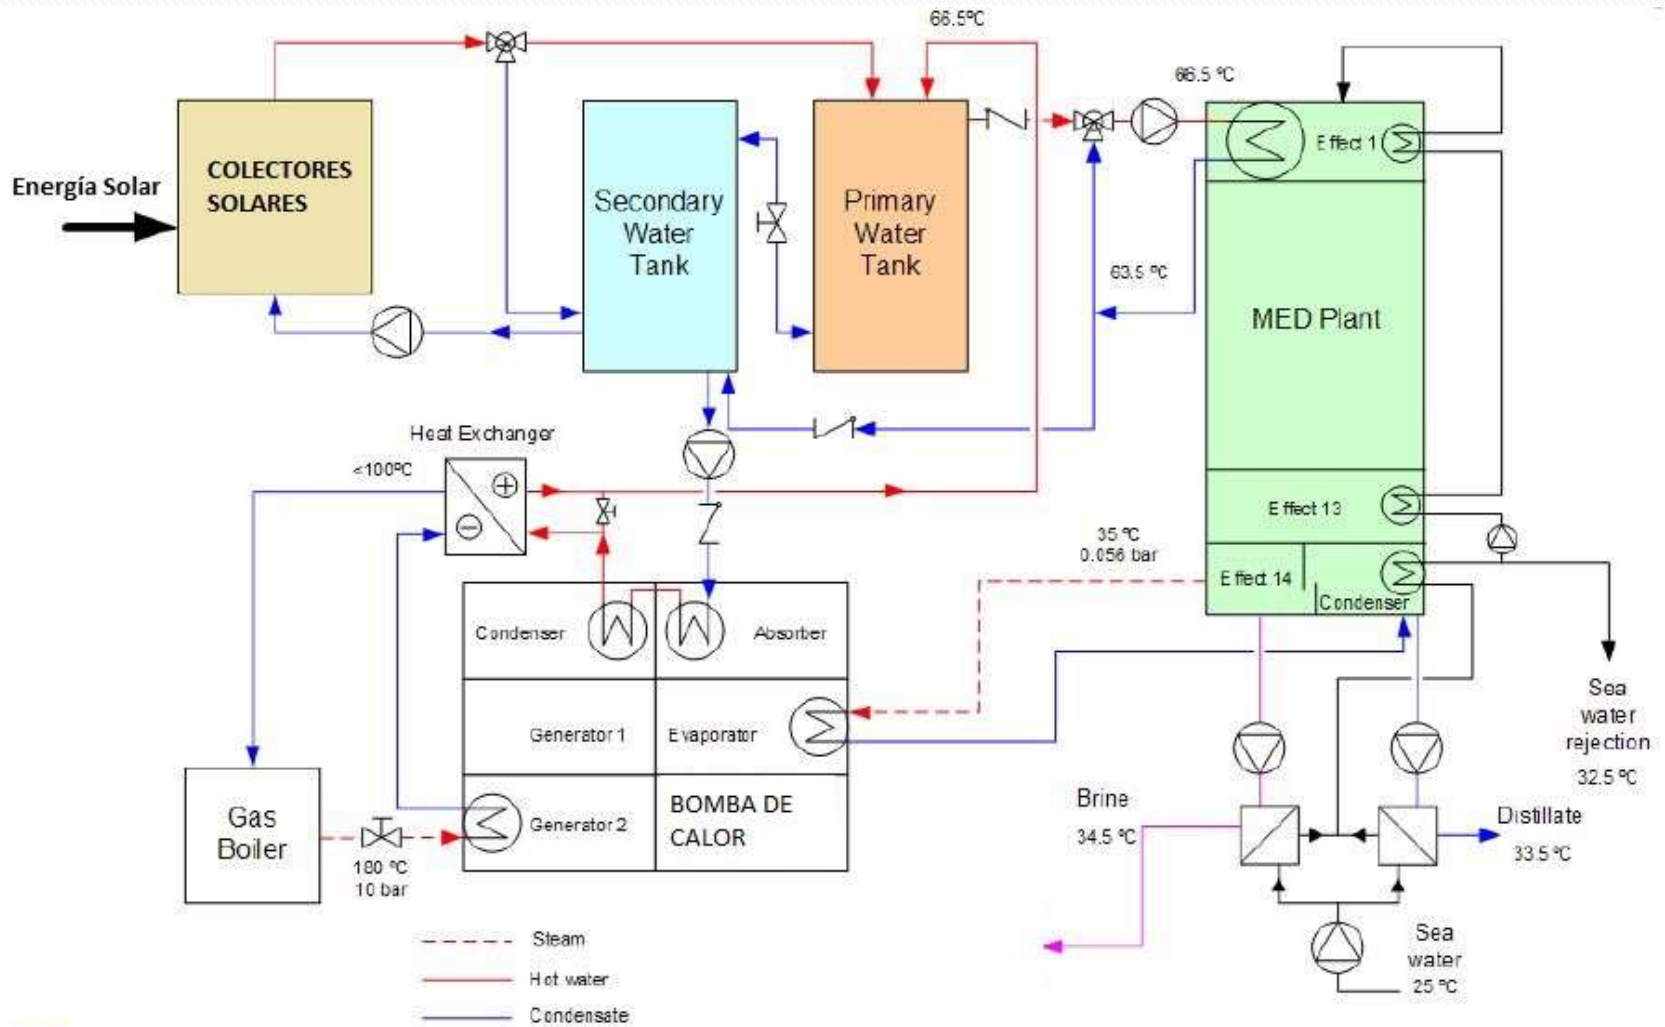 66.5ºC
66.5 ºC
COLECTORES
SOLARES
Energía Solar
Secondary
Water
Tank
Primary
Water
Tank
Effect 1
63.5 ºC
MED Plant
Heat Exchanger
<100ºC
Effect 13
35 ºC
0.056 bar
Effect 14
Condenser
Condenser
Absorber
Generator 1
Evaporator
Generator 2
BOMBA DE
CALOR
Gas
Boiler
180 ºC
10 bar
Sea
water
rejection
32.5 ºC
Brine
34.5 ºC
Distillate
33.5 ºC
Sea
water
25 ºC
Steam
Hot water
Condensate